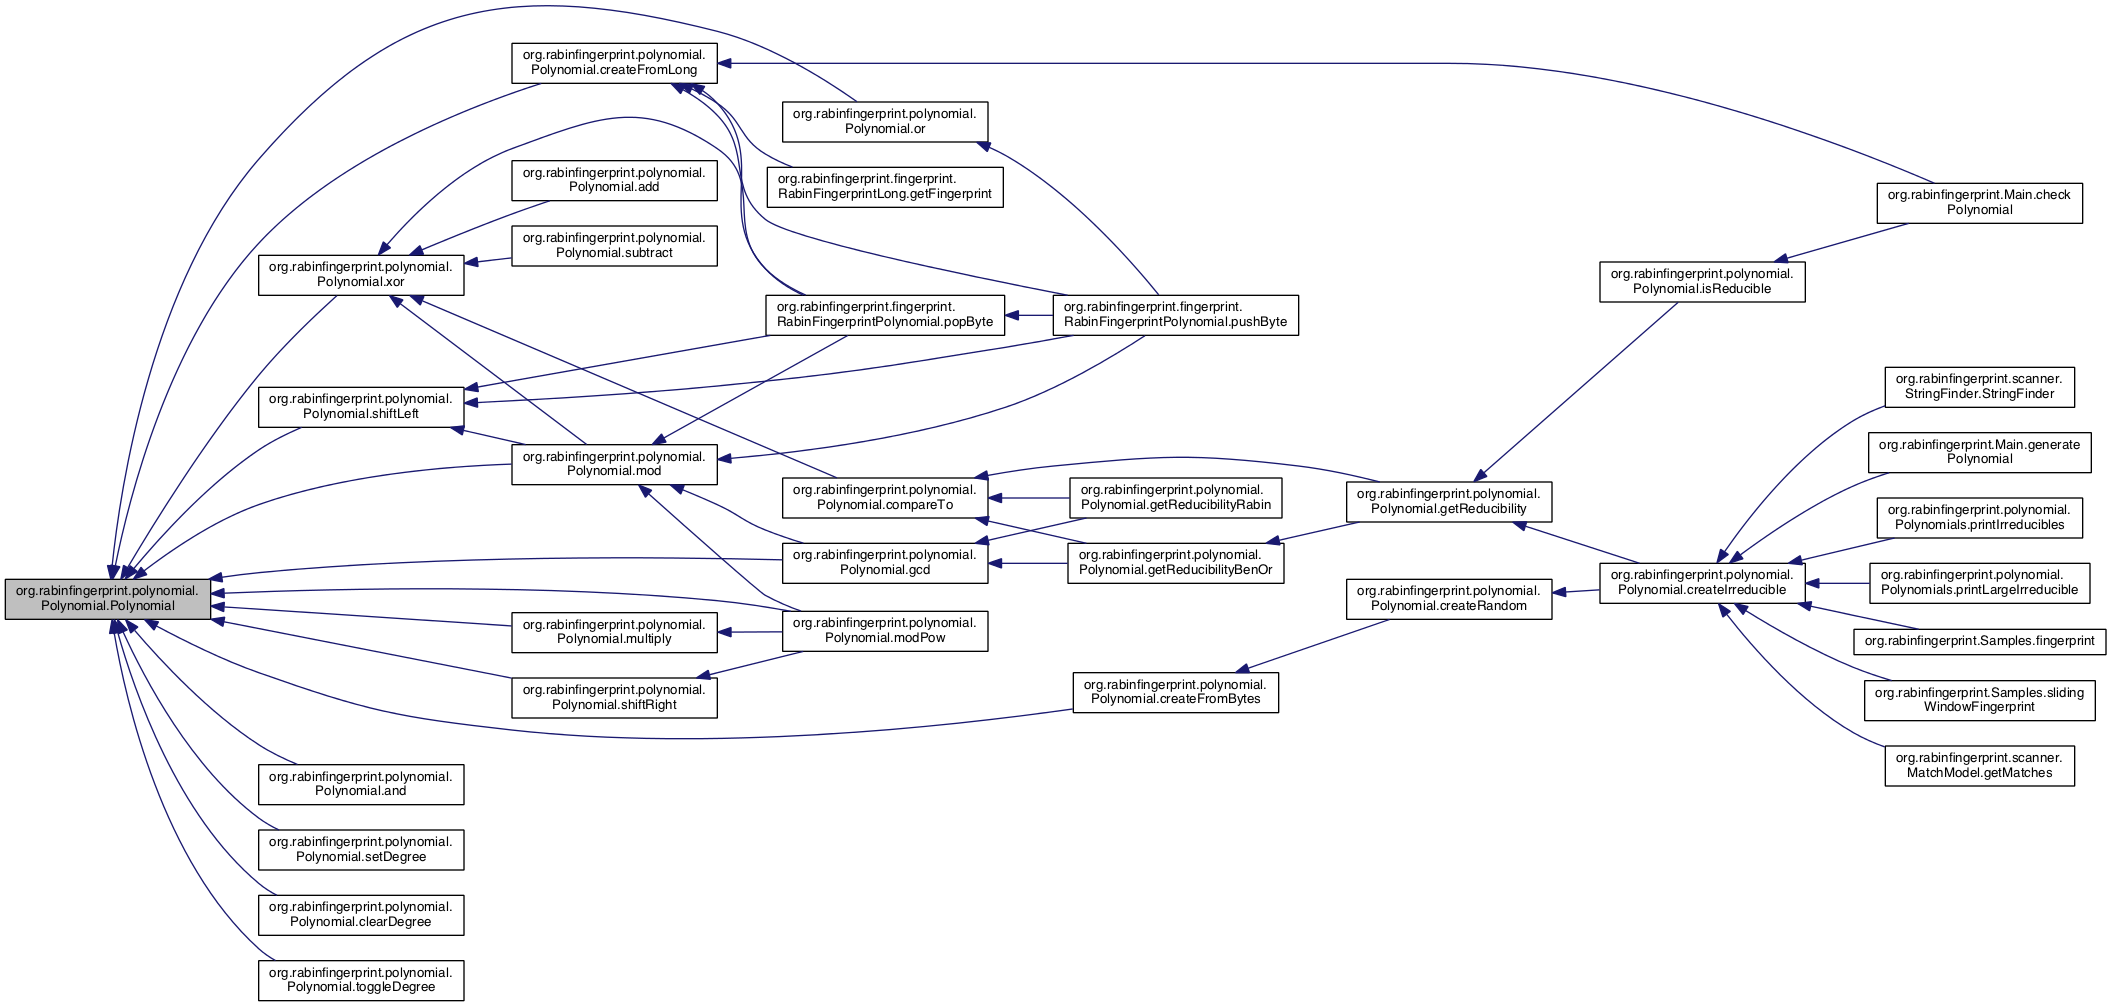 org.rabinfingerprint.polynomial.
Polynomial.createFromLong
org.rabinfingerprint.polynomial.
Polynomial.or
org.rabinfingerprint.polynomial.
Polynomial.add
org.rabinfingerprint.fingerprint.
RabinFingerprintLong.getFingerprint
org.rabinfingerprint.Main.check
Polynomial
org.rabinfingerprint.polynomial.
Polynomial.subtract
org.rabinfingerprint.polynomial.
Polynomial.xor
org.rabinfingerprint.polynomial.
Polynomial.isReducible
org.rabinfingerprint.fingerprint.
RabinFingerprintPolynomial.popByte
org.rabinfingerprint.fingerprint.
RabinFingerprintPolynomial.pushByte
org.rabinfingerprint.scanner.
StringFinder.StringFinder
org.rabinfingerprint.polynomial.
Polynomial.shiftLeft
org.rabinfingerprint.Main.generate
Polynomial
org.rabinfingerprint.polynomial.
Polynomial.mod
org.rabinfingerprint.polynomial.
Polynomial.compareTo
org.rabinfingerprint.polynomial.
Polynomial.getReducibilityRabin
org.rabinfingerprint.polynomial.
Polynomial.getReducibility
org.rabinfingerprint.polynomial.
Polynomials.printIrreducibles
org.rabinfingerprint.polynomial.
Polynomial.gcd
org.rabinfingerprint.polynomial.
Polynomial.getReducibilityBenOr
org.rabinfingerprint.polynomial.
Polynomial.createIrreducible
org.rabinfingerprint.polynomial.
Polynomials.printLargeIrreducible
org.rabinfingerprint.polynomial.
Polynomial.Polynomial
org.rabinfingerprint.polynomial.
Polynomial.createRandom
org.rabinfingerprint.polynomial.
Polynomial.multiply
org.rabinfingerprint.polynomial.
Polynomial.modPow
org.rabinfingerprint.Samples.fingerprint
org.rabinfingerprint.polynomial.
Polynomial.shiftRight
org.rabinfingerprint.polynomial.
Polynomial.createFromBytes
org.rabinfingerprint.Samples.sliding
WindowFingerprint
org.rabinfingerprint.scanner.
MatchModel.getMatches
org.rabinfingerprint.polynomial.
Polynomial.and
org.rabinfingerprint.polynomial.
Polynomial.setDegree
org.rabinfingerprint.polynomial.
Polynomial.clearDegree
org.rabinfingerprint.polynomial.
Polynomial.toggleDegree